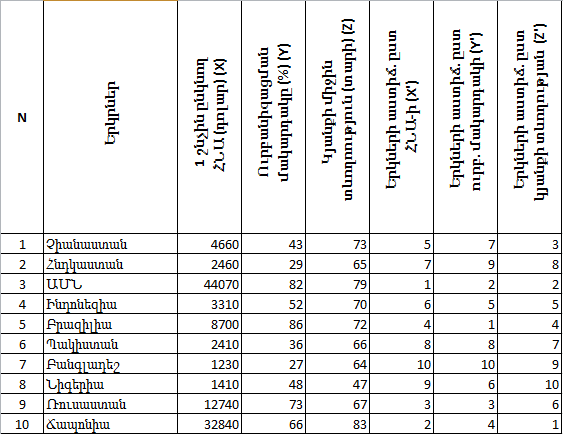 N Երկրներ 1 շնչին ընկնող ՀՆԱ (դոլար) (X) Ուրբանիզացման մակարդակը (%) (Y) Կյանքի միջին տևողություն (տարի) (Z) Երկների աստիճ. ըստ ՀՆԱ-ի (X') Երկների աստիճ. ըստ ուրբ. մակարդակի (Y') Երկների աստիճ. ըստ կյանքի տևողության (Z')
1 Չիանաստան 4660 43 73 5 7 3
2 Հնդկաստան 2460 29 65 7 9 8
3 ԱՄՆ 44070 82 79 1 2 2
4 Ինդոնեզիա 3310 52 70 6 5 5
5 Բրազիլիա 8700 86 72 4 1 4
6 Պակիստան 2410 36 66 8 8 7
7 Բանգլադեշ 1230 27 64 10 10 9
8 Նիգերիա 1410 48 47 9 6 10
9 Ռուսաստան 12740 73 67 3 3 6
10 Ճապոնիա 32840 66 83 2 4 1